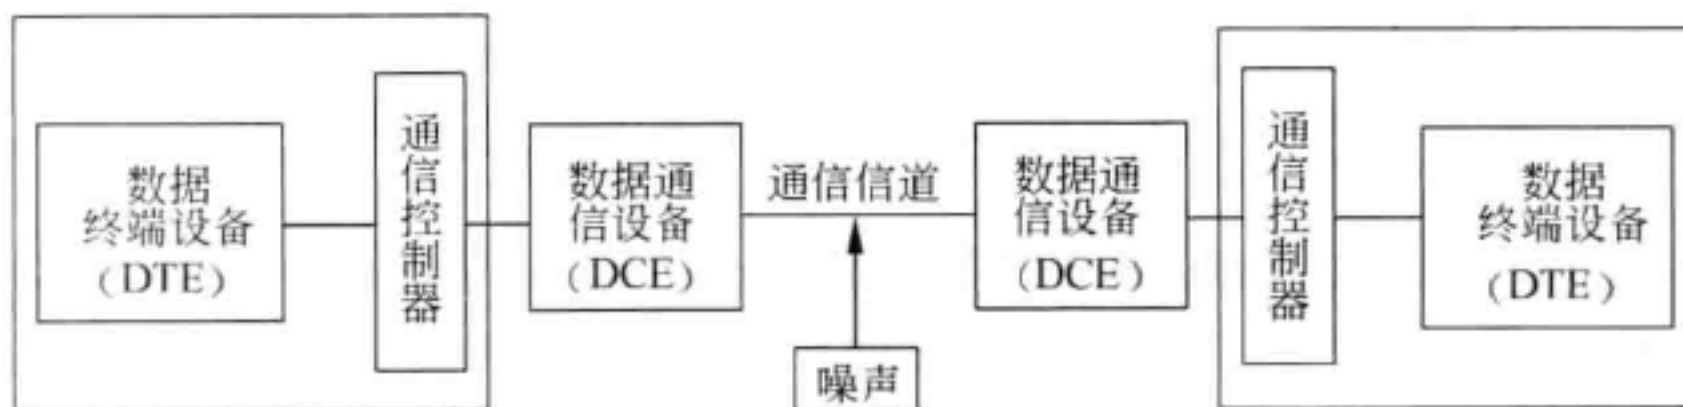 数据
终端设备
（DTE）
通信控制器
数据通
信设备
（DCE）
通信信道
噪声
数据通
信设备
（DCE）
通信控制器
数据
终端设备
（DTE）